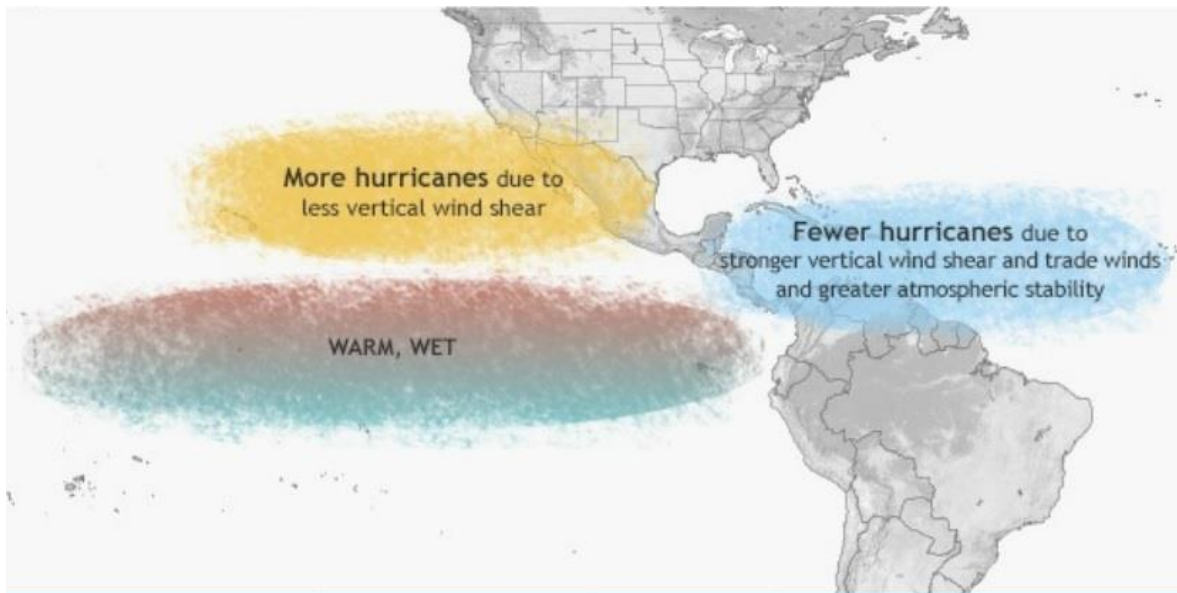 More hurricanes due to
less vertical wind shear
Fewer hurricanes due to
stronger vertical wind shear and trade winds
and greater atmospheric stability
WARM, WET